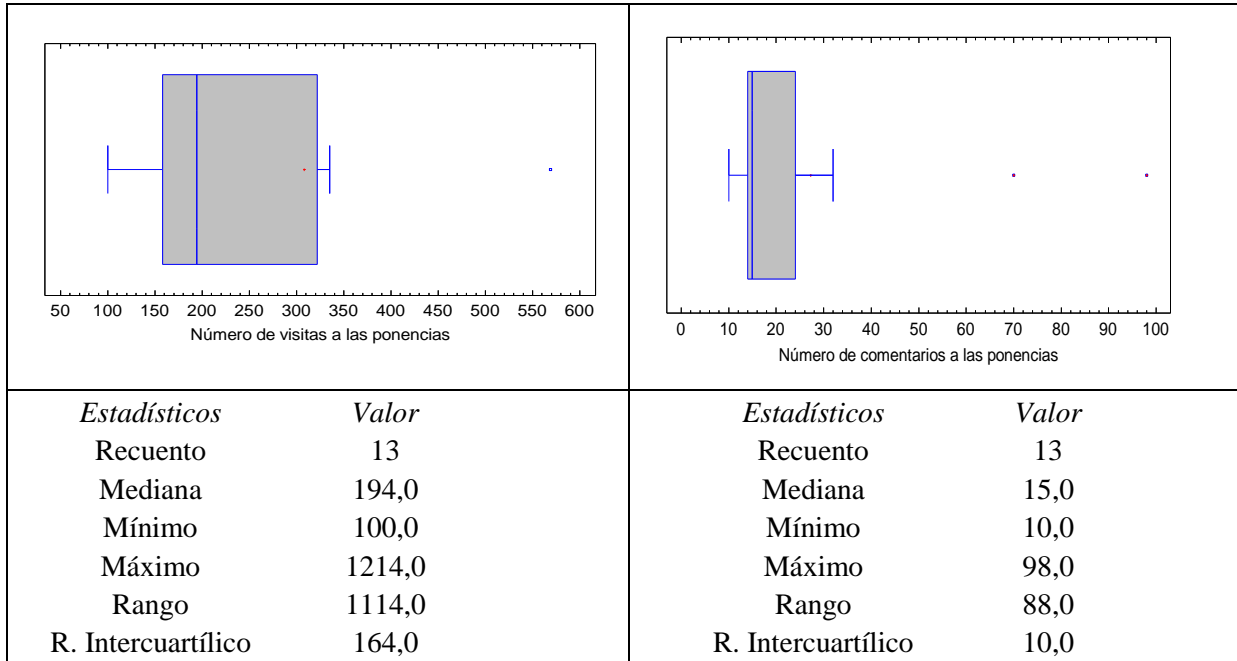 50 100 150 200 250 300 350 400 450 500 550 600
Número de visitas a las ponencias
0 10 20 30 40 50 60 70 80 90 100
Número de comentarios a las ponencias
Estadísticos Valor
Recuento 13
Mediana 194,0
Mínimo 100,0
Máximo 1214,0
Rango 1114,0
R. Intercuartílico 164,0
Estadísticos Valor
Recuento 13
Mediana 15,0
Mínimo 10,0
Máximo 98,0
Rango 88,0
R. Intercuartílico 10,0